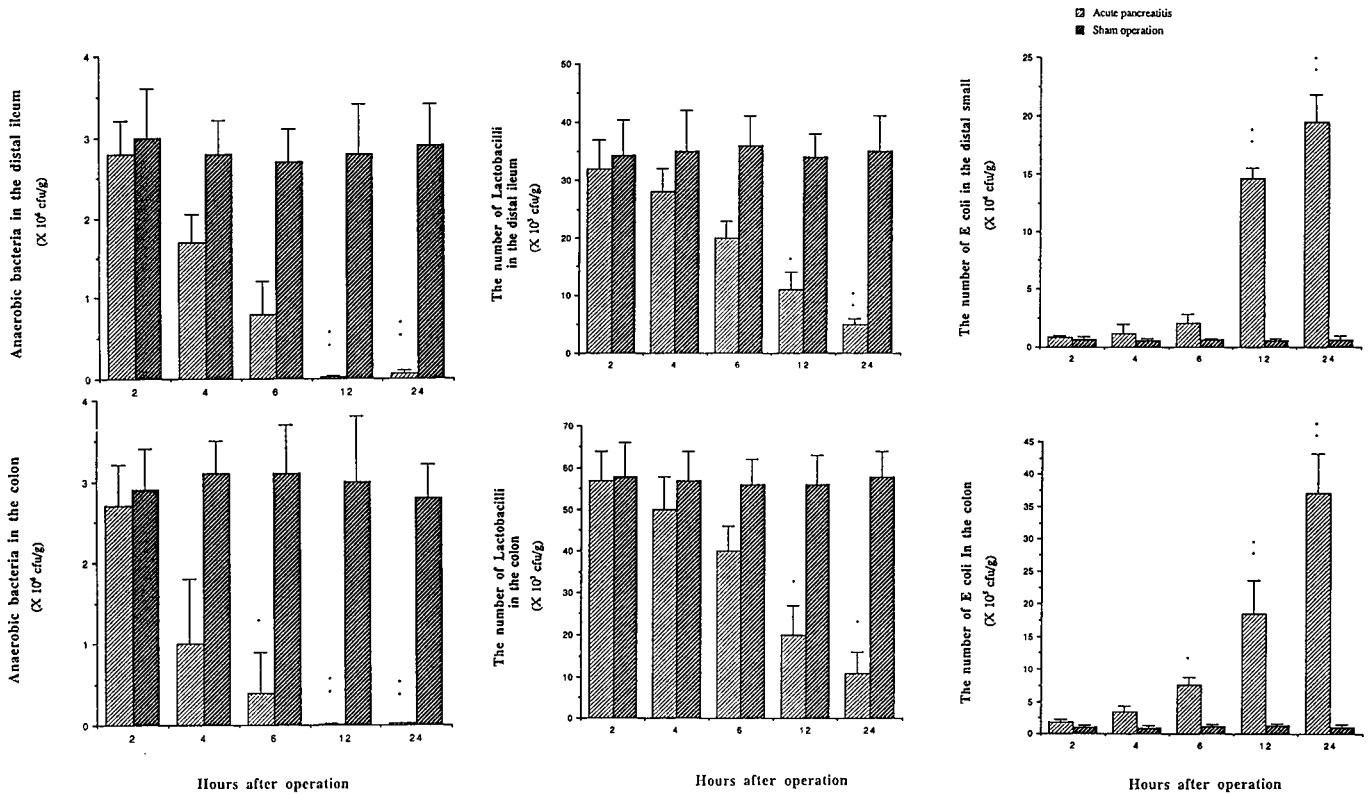 Acute pancreatitis
Sham operation
Anaerobic bacteria in the distal ileum
(X 10⁶ cfu/g)
4
3
2
1
0
2 4 6 12 24
The number of Lactobacilli
in the distal ileum
(X 10³ cfu/g)
50
40
30
20
10
0
2 4 6 12 24
The number of E coli in the distal small
(X 10⁴ cfu/g)
25
20
15
10
5
0
2 4 6 12 24
Anaerobic bacteria in the colon
(X 10⁶ cfu/g)
4
3
2
1
0
2 4 6 12 24
Hours after operation
The number of Lactobacilli
in the colon
(X 10³ cfu/g)
70
60
50
40
30
20
10
0
2 4 6 12 24
Hours after operation
The number of E coli In the colon
(X 10³ cfu/g)
45
40
35
30
25
20
15
10
5
0
2 4 6 12 24
Hours after operation